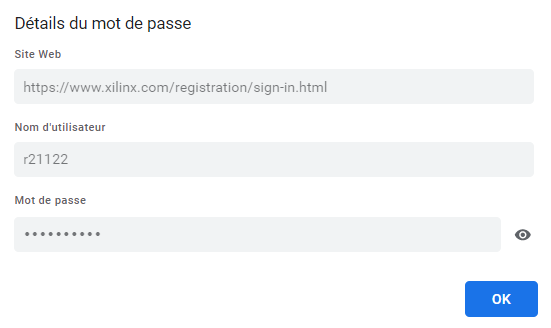 Détails du mot de passe
Site Web
https://www.xilinx.com/registration/sign-in.html
Nom d'utilisateur
r21122
Mot de passe
••••••••••
OK